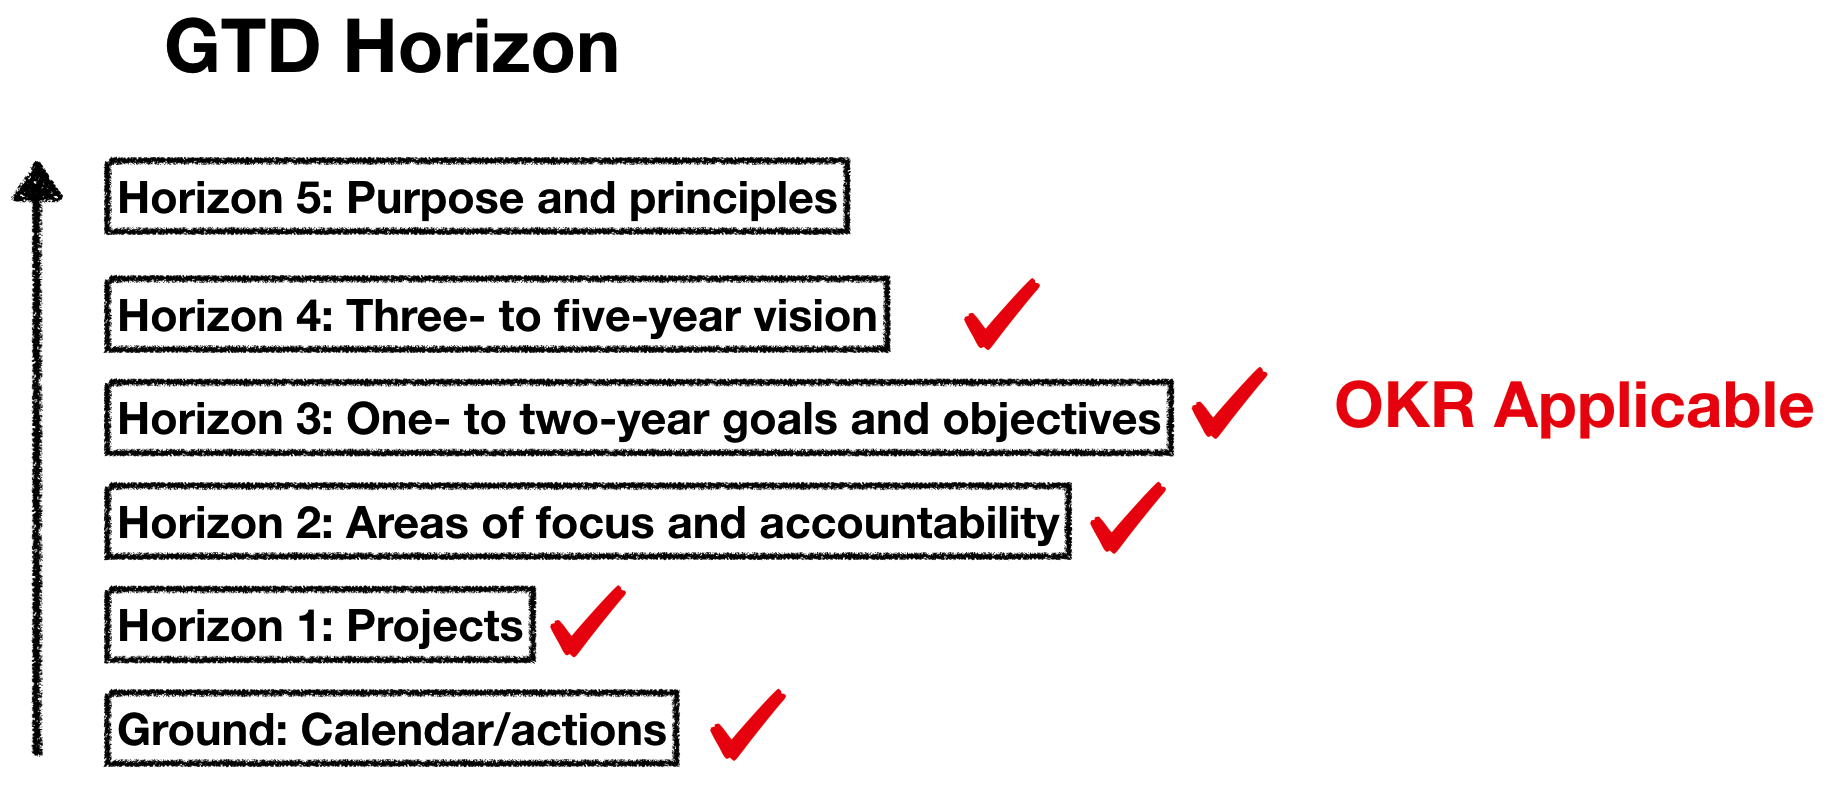 GTD Horizon
Horizon 5: Purpose and principles
Horizon 4: Three- to five-year vision
Horizon 3: One- to two-year goals and objectives
OKR Applicable
Horizon 2: Areas of focus and accountability
Horizon 1: Projects
Ground: Calendar/actions